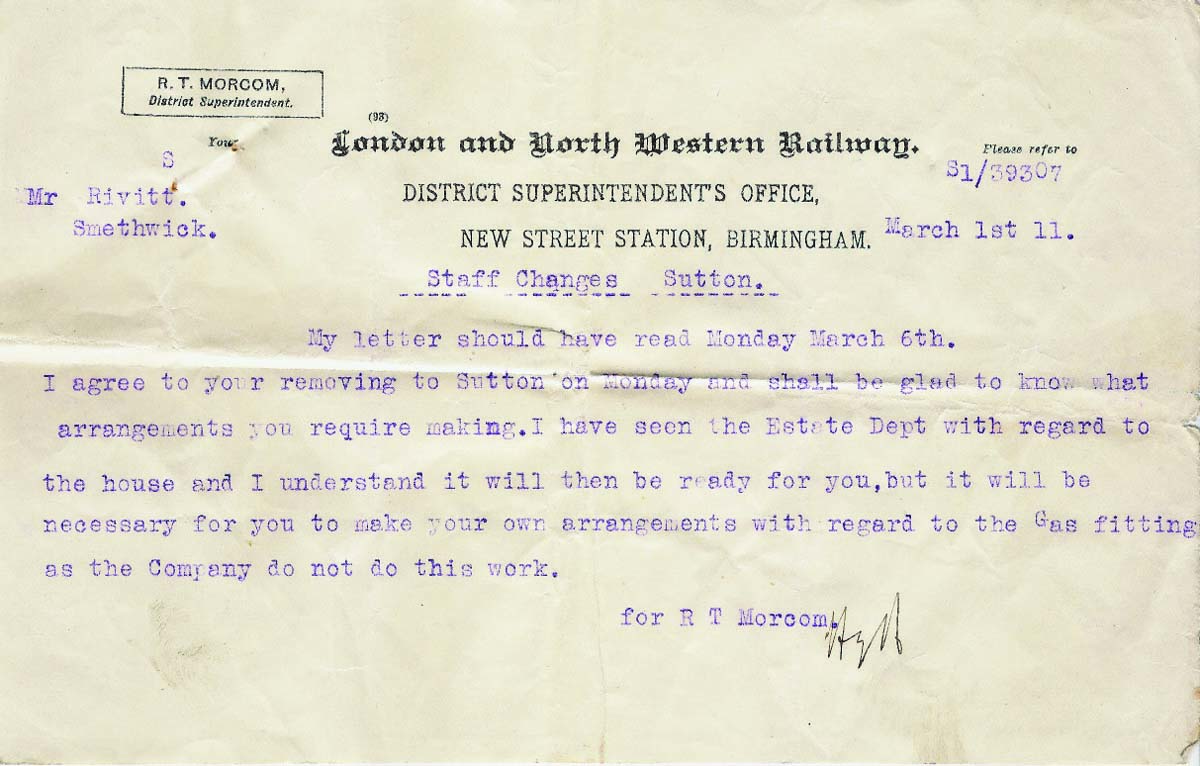 R. T. MORCOM,
District Superintendent.
(93)
Your
London and North Western Railway.
Please refer to
S
S1/39307
Mr Rivitt.
DISTRICT SUPERINTENDENT'S OFFICE,
Smethwick.
NEW STREET STATION, BIRMINGHAM.
March 1st 11.
Staff Changes Sutton.
My letter should have read Monday March 6th.
I agree to your removing to Sutton on Monday and shall be glad to know what
arrangements you require making.I have seen the Estate Dept with regard to
the house and I understand it will then be ready for you,but it will be
necessary for you to make your own arrangements with regard to the Gas fitting
as the Company do not do this work.
for R T Morcom.